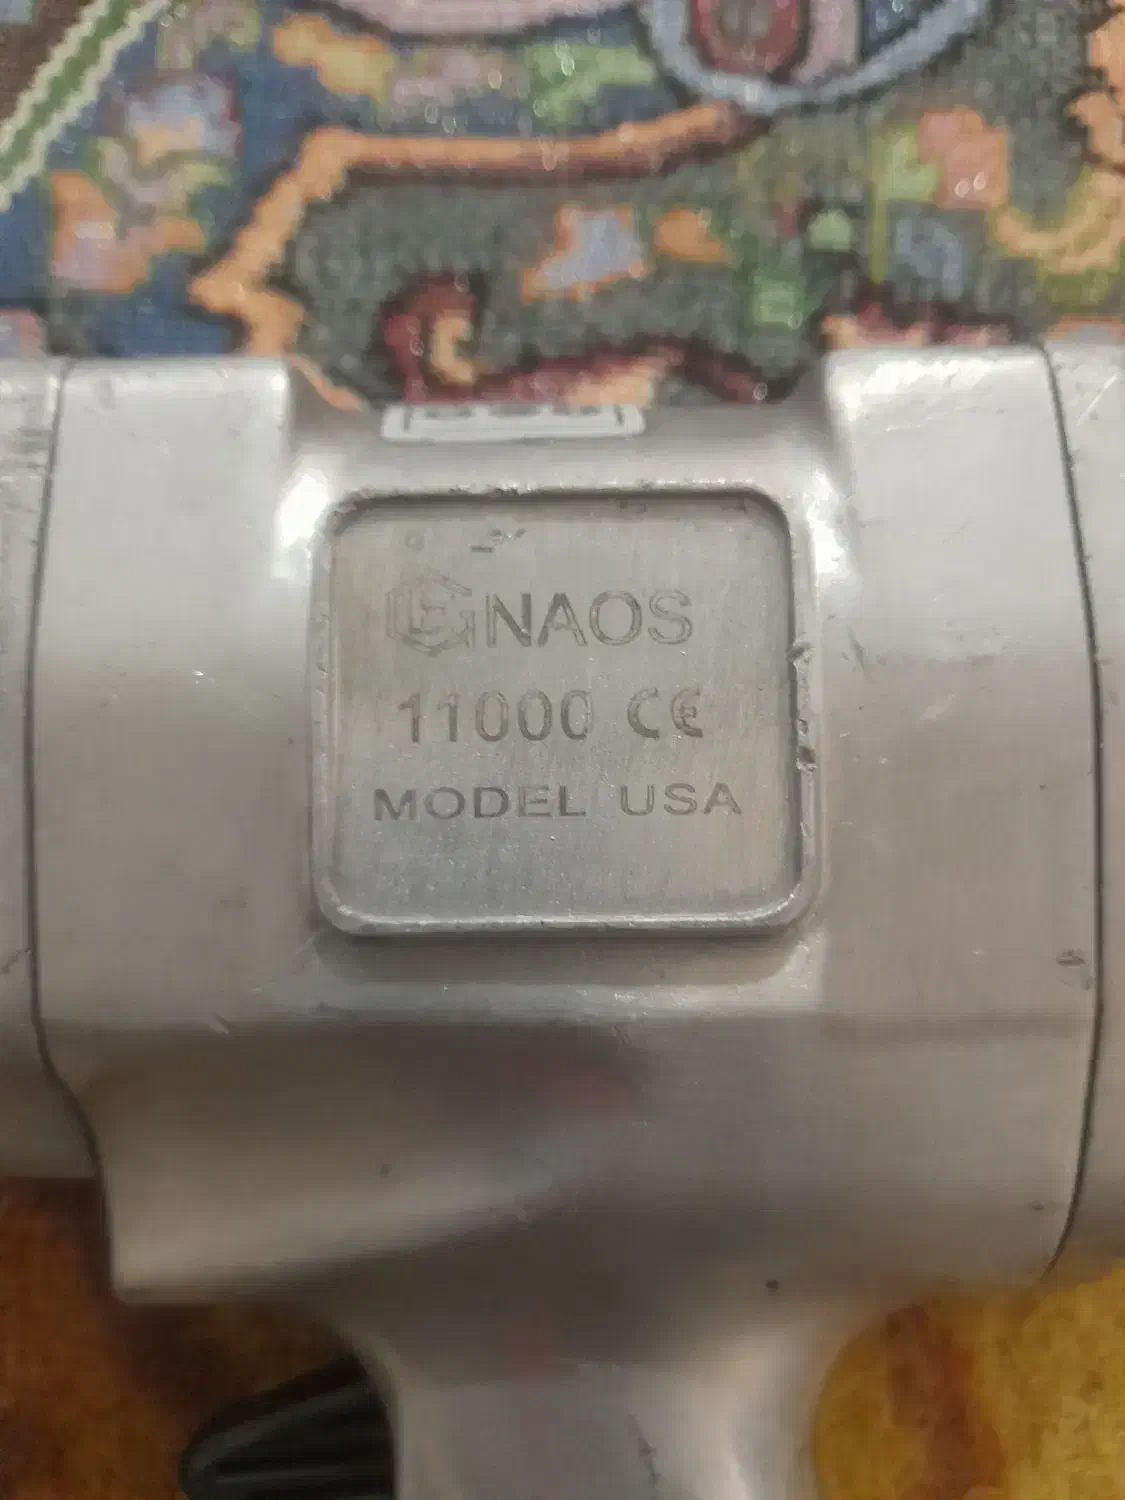 NAOS
11000 CE
MODEL USA